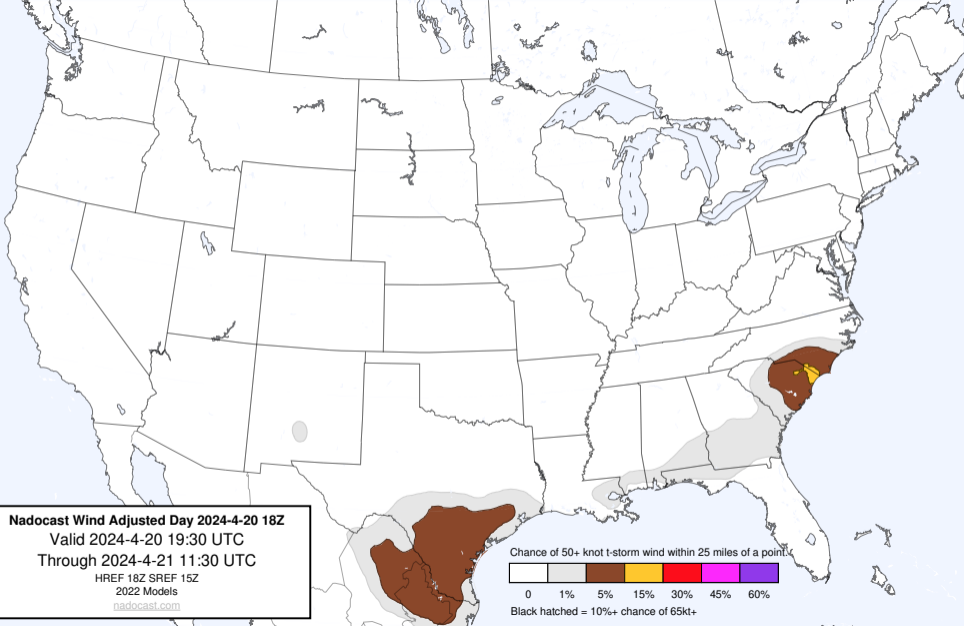 Nadocast Wind Adjusted Day 2024-4-20 18Z
Valid 2024-4-20 19:30 UTC
Through 2024-4-21 11:30 UTC
HREF 18Z SREF 15Z
2022 Models
nadocast.com
Chance of 50+ knot t-storm wind within 25 miles of a point.
0 1% 5% 15% 30% 45% 60%
Black hatched = 10%+ chance of 65kt+